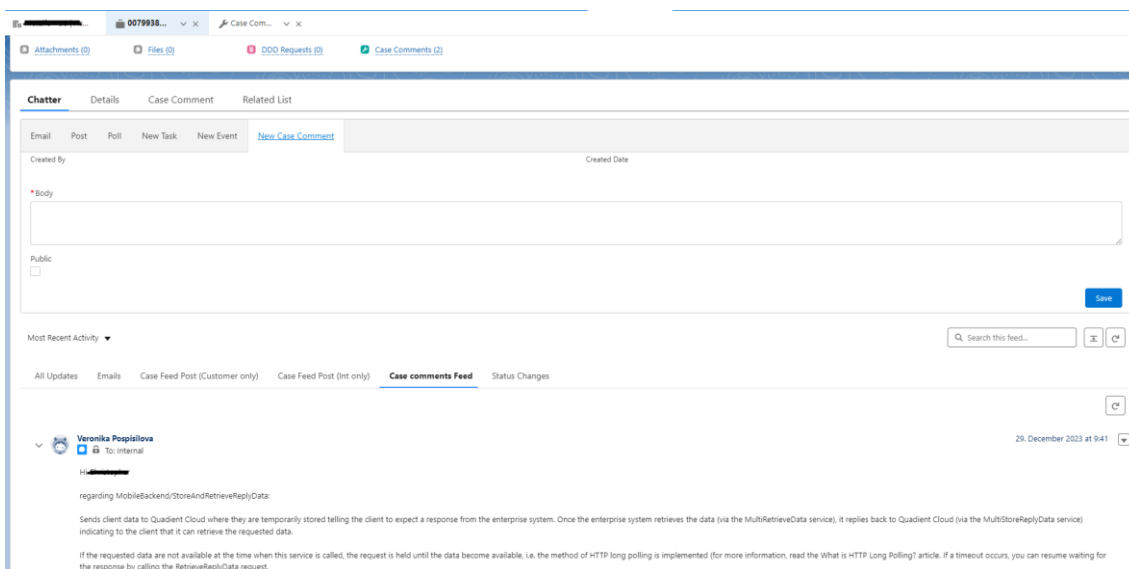 0079938... Case Com...
Attachments (0) Files (0) DDD Requests (0) Case Comments (2)
Chatter Details Case Comment Related List
Email Post Poll New Task New Event New Case Comment
Created By Created Date
*Body
Public
Save
Most Recent Activity Search this feed...
All Updates Emails Case Feed Post (Customer only) Case Feed Post (Int only) Case comments Feed Status Changes
Veronika Pospisilova 29. December 2023 at 9:41
To: Internal
Hi
regarding MobileBackend/StoreAndRetrieveReplyData:
Sends client data to Quadient Cloud where they are temporarily stored telling the client to expect a response from the enterprise system. Once the enterprise system retrieves the data (via the MultiRetrieveData service), it replies back to Quadient Cloud (via the MultiStoreReplyData service)
indicating to the client that it can retrieve the requested data.
If the requested data are not available at the time when this service is called, the request is held until the data become available, i.e. the method of HTTP long polling is implemented (for more information, read the What is HTTP Long Polling? article. If a timeout occurs, you can resume waiting for
the response by calling the RetrieveReplyData request.